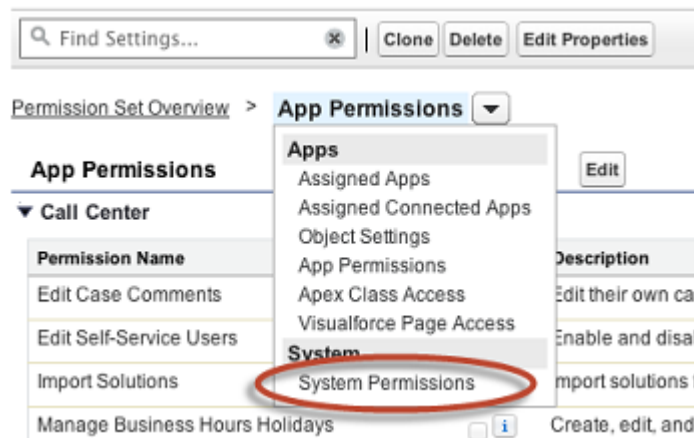 Find Settings... Clone Delete Edit Properties
Permission Set Overview > App Permissions
Apps
App Permissions Edit
Assigned Apps
Call Center Assigned Connected Apps
Object Settings
Permission Name Description
App Permissions
Edit Case Comments Apex Class Access Edit their own ca
Visualforce Page Access
Edit Self-Service Users Enable and disa
System
Import Solutions System Permissions mport solutions
Manage Business Hours Holidays i Create, edit, and